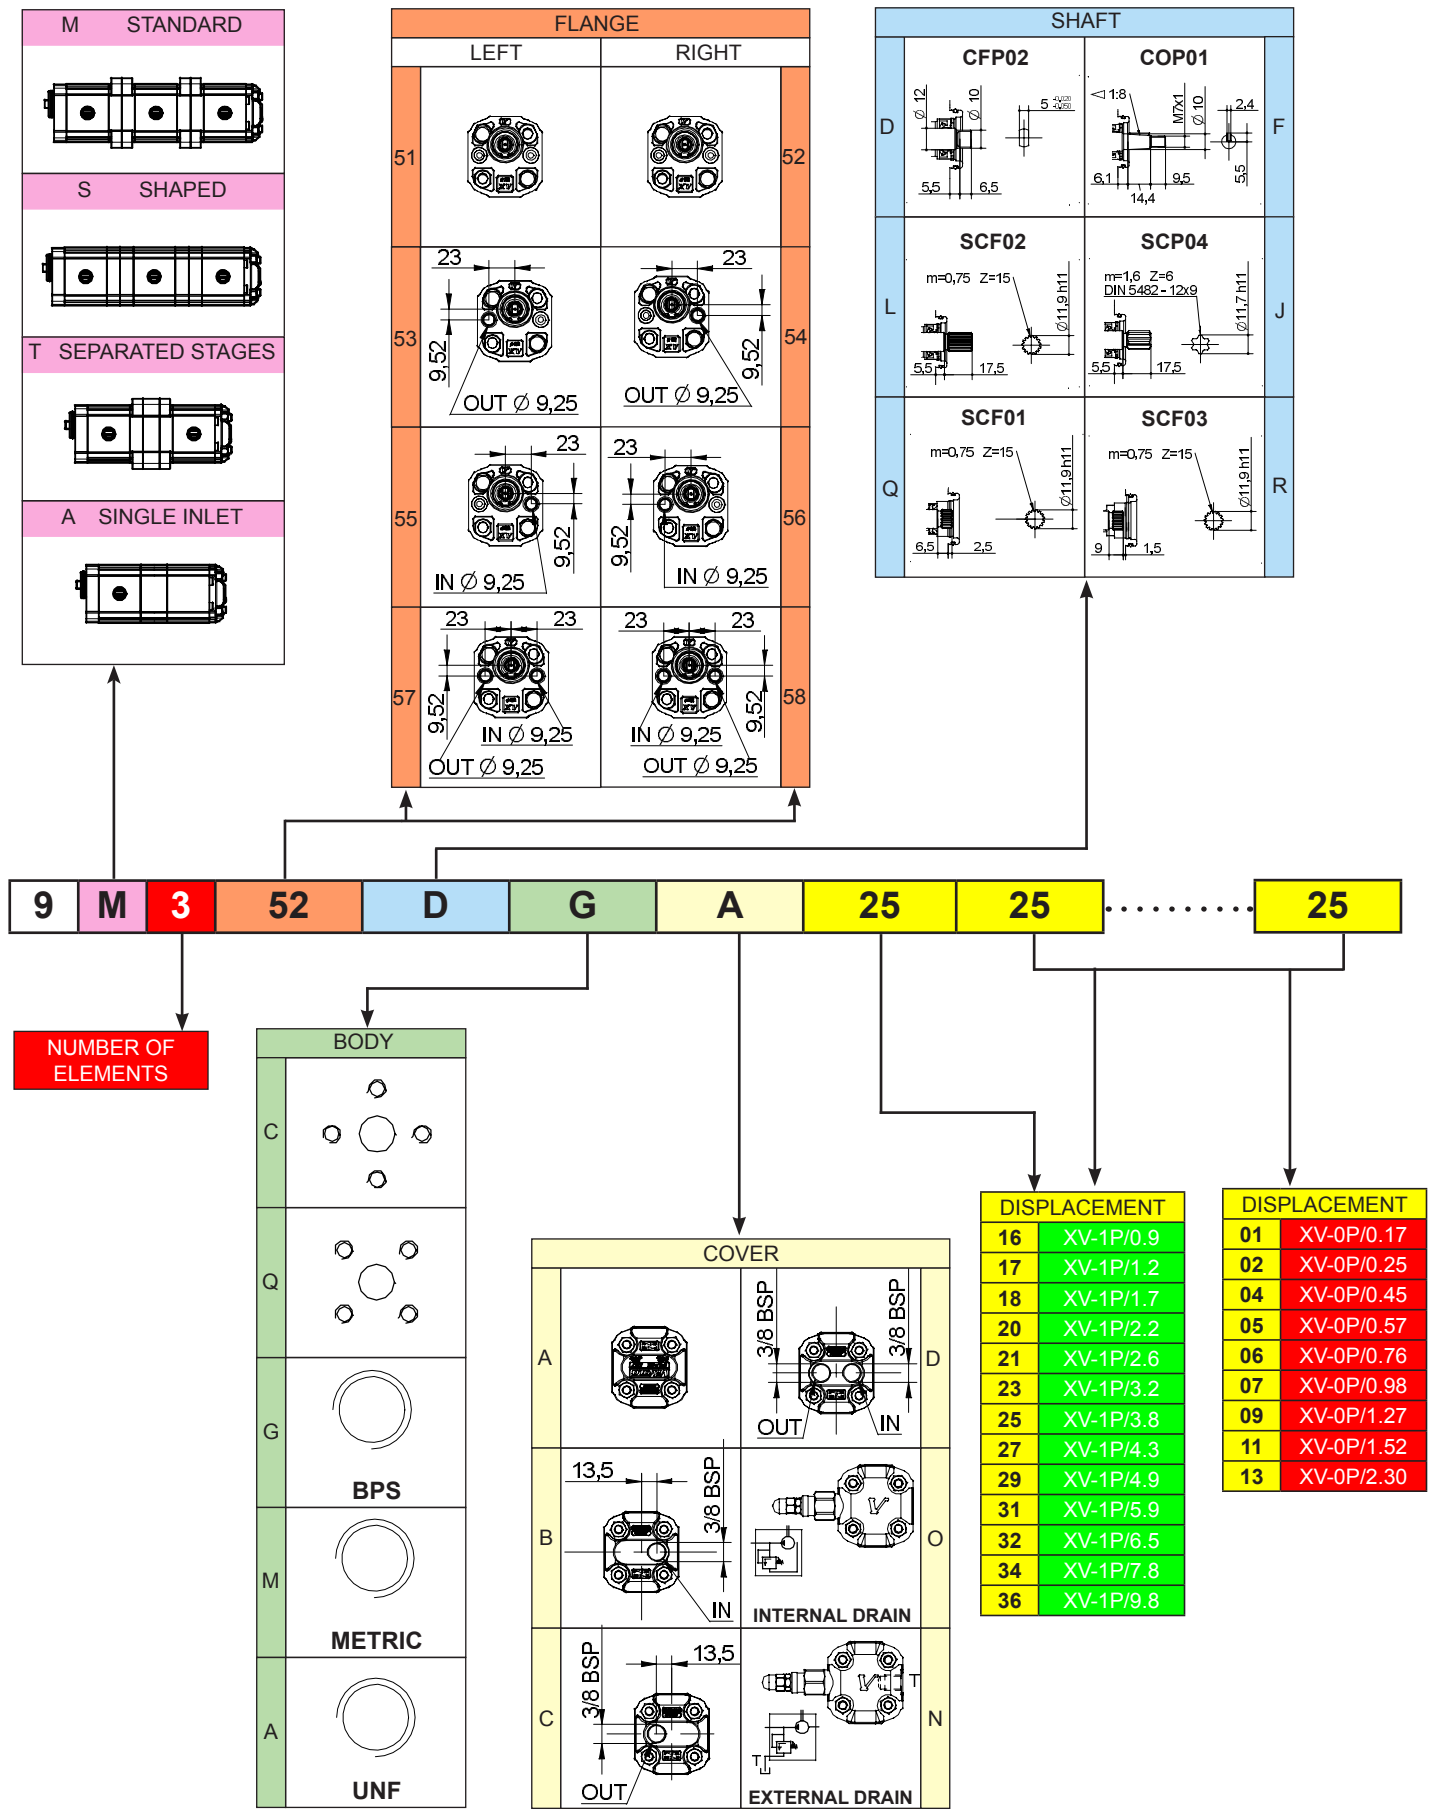 M STANDARD
S SHAPED
T SEPARATED STAGES
A SINGLE INLET
FLANGE
LEFT RIGHT
51 52
23 23
53 54
9,52 9,52
OUT Ø 9,25 OUT Ø 9,25
23 23
55 56
9,52 9,52
IN Ø 9,25 IN Ø 9,25
23 23 23 23
57 58
9,52 9,52
IN Ø 9,25 IN Ø 9,25
OUT Ø 9,25 OUT Ø 9,25
SHAFT
CFP02 COP01
D F
Ø 12 Ø 10 5 -0,020 -0,050
5,5 6,5
◁ 1:8 M7x1 Ø 10 2,4
6,1 14,4 9,5 5,5
SCF02 SCP04
L J
m=0,75 Z=15 Ø11,9 h11
5,5 17,5
m=1,6 Z=6
DIN 5482 - 12x9 Ø11,7 h11
5,5 17,5
SCF01 SCF03
Q R
m=0,75 Z=15 Ø11,9 h11
6,5 2,5
m=0,75 Z=15 Ø11,9 h11
9 1,5
9 M 3 52 D G A 25 25 ........... 25
NUMBER OF
ELEMENTS
BODY
C
Q
G
BPS
M
METRIC
A
UNF
COVER
A D
3/8 BSP 3/8 BSP
OUT IN
B O
13,5 3/8 BSP
IN
INTERNAL DRAIN
C N
3/8 BSP 13,5
OUT
T
T
EXTERNAL DRAIN
DISPLACEMENT
16 XV-1P/0.9
17 XV-1P/1.2
18 XV-1P/1.7
20 XV-1P/2.2
21 XV-1P/2.6
23 XV-1P/3.2
25 XV-1P/3.8
27 XV-1P/4.3
29 XV-1P/4.9
31 XV-1P/5.9
32 XV-1P/6.5
34 XV-1P/7.8
36 XV-1P/9.8
DISPLACEMENT
01 XV-0P/0.17
02 XV-0P/0.25
04 XV-0P/0.45
05 XV-0P/0.57
06 XV-0P/0.76
07 XV-0P/0.98
09 XV-0P/1.27
11 XV-0P/1.52
13 XV-0P/2.30